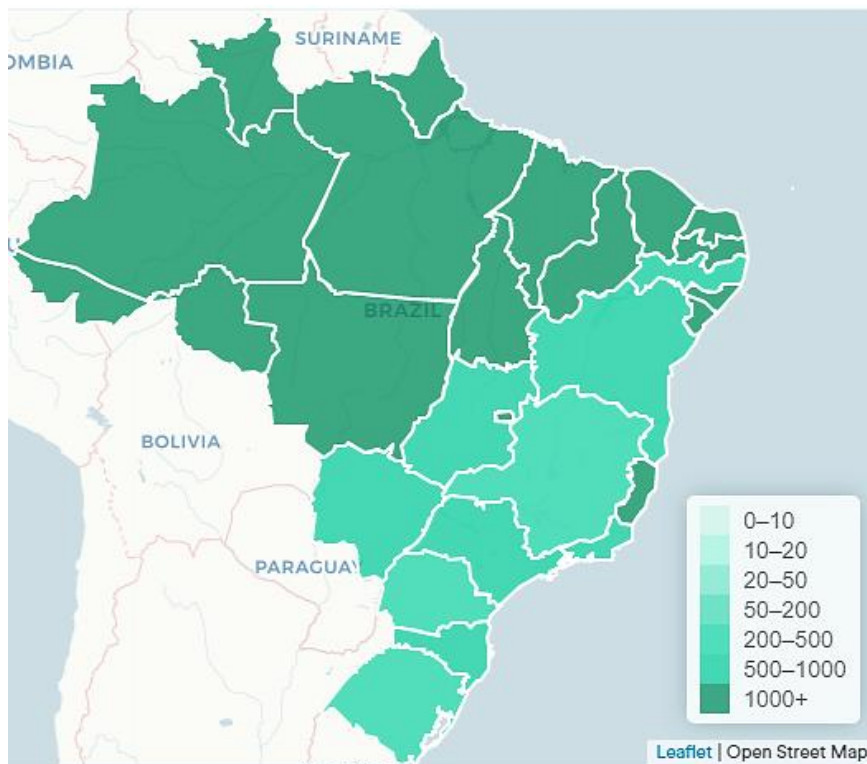 SURINAME
OMBIA
BRAZIL
BOLIVIA
PARAGUAY
0–10
10–20
20–50
50–200
200–500
500–1000
1000+
Leaflet | Open Street Map